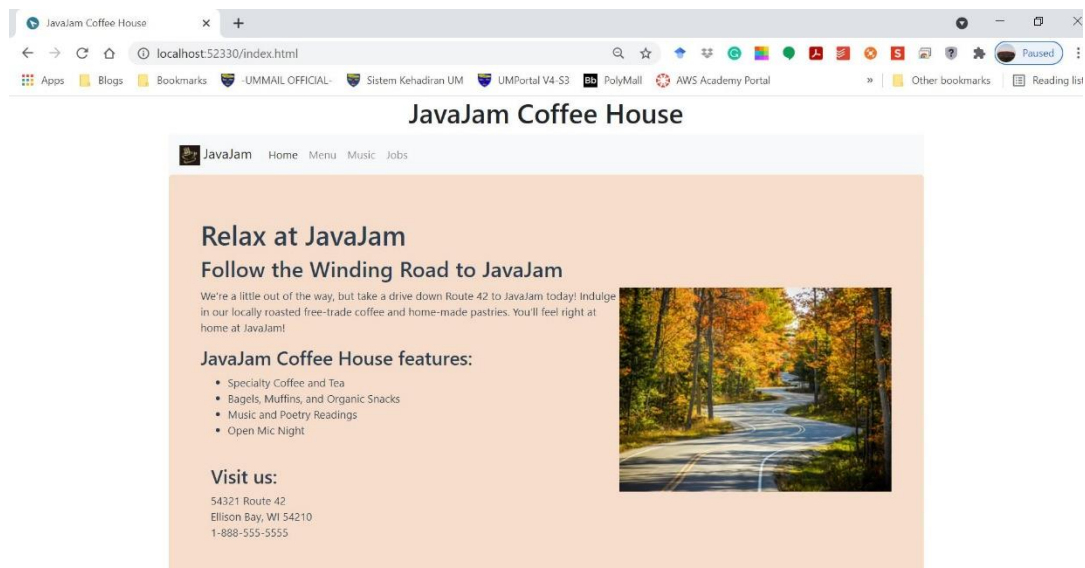 JavaJam Coffee House
localhost:52330/index.html
Paused
Apps Blogs Bookmarks -UMMAIL OFFICIAL- Sistem Kehadiran UM UMPortal V4-S3 Bb PolyMall AWS Academy Portal » Other bookmarks Reading list
JavaJam Coffee House
JavaJam Home Menu Music Jobs
Relax at JavaJam
Follow the Winding Road to JavaJam
We're a little out of the way, but take a drive down Route 42 to JavaJam today! Indulge
in our locally roasted free-trade coffee and home-made pastries. You'll feel right at
home at JavaJam!
JavaJam Coffee House features:
• Specialty Coffee and Tea
• Bagels, Muffins, and Organic Snacks
• Music and Poetry Readings
• Open Mic Night
Visit us:
54321 Route 42
Ellison Bay, WI 54210
1-888-555-5555